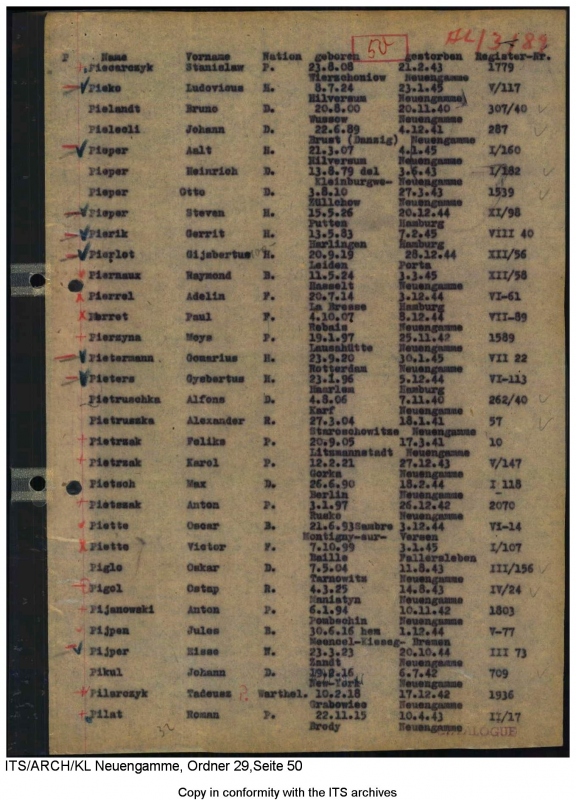 50
P Name Vorname Nation geboren gestorben Register-Nr.
Piecarczyk Stanislaw P. 23.8.08 21.2.43 1779
Wierzchoniow Neuengamme
Pieke Ludovicus H. 8.7.24 23.1.45 V/117
Hilversum Neuengamme
Pielandt Bruno D. 20.8.00 20.11.40 307/40
Wussow Neuengamme
Johann D. 22.6.89 4.12.41 287
Brust (Danzig) Neuengamme
Pieper Aalt H. 21.3.07 4.1.45 I/160
Hilversum Neuengamme
Pieper Heinrich D. 13.8.79 3.6.43 I/182
Neuengamme
Pieper Otto D. 3.8.10 27.3.43 1539
Züllchow Neuengamme
Pieper Steven H. 15.5.26 20.12.44 XI/98
Putten Hamburg
Pierik Gerrit H. 13.5.83 7.2.45 VIII 40
Harlingen Hamburg
Pierlot Gijsbertus H. 20.9.19 28.12.44 XII/56
Leiden Porta
Piernaux Raymond B. 11.5.24 3.3.45 XII/58
Hasselt Neuengamme
Pierrel Adelin F. 20.7.14 3.12.44 VI-61
La Bresse Hamburg
Paul F. 4.10.07 8.12.44 VII-89
Neuengamme
Pierzyna P. 19.1.97 25.11.42 1589
Laurahütte Neuengamme
Pietermann H. 23.9.20 30.1.45 VII 22
Rotterdam Neuengamme
Pieters Gysbertus H. 23.1.96 5.12.44 VI-113
Haarlem Hamburg
Pietruschka Alfons D. 4.8.06 7.11.40 262/40
Karf Neuengamme
Pietruszka Alexander R. 27.3.04 18.1.41 57
Staroschowitze Neuengamme
Pietrzak Feliks P. 20.9.05 17.3.41 10
Litzmannstadt Neuengamme
Pietrzak Karol P. 12.2.21 27.12.43 V/147
Gorka Neuengamme
Pietsch Max D. 26.6.90 18.2.44 I 118
Berlin Neuengamme
Anton P. 3.1.97 26.12.42 2070
Neuengamme
Piette Oscar B. 21.6.93 3.12.44 VI-14
Montigny-sur-Sambre Versen
Piette Victor F. 7.10.99 3.1.45 I/107
Fallersleben
Piglo Oskar D. 7.5.04 11.8.43 III/156
Tarnowitz Neuengamme
Pigol Ostap R. 4.3.25 14.8.43 IV/24
Neuengamme
Pijanowski Anton P. 6.1.94 10.11.42 1803
Neuengamme
Pijpen Jules B. 30.6.16 1.12.44 V-77
Bremen
Pijper H. 23.3.23 20.10.44 III 73
Zandt Neuengamme
Pikul Johann D. 19.2.16 6.7.42 709
New-York Neuengamme
Pilarczyk Tadeusz Warthel. 10.2.18 17.12.42 1936
Grabowiec Neuengamme
Pilat Roman P. 22.11.15 10.4.43 II/17
Brody Neuengamme
CATALOGUE
32
ITS/ARCH/KL Neuengamme, Ordner 29,Seite 50
Copy in conformity with the ITS archives